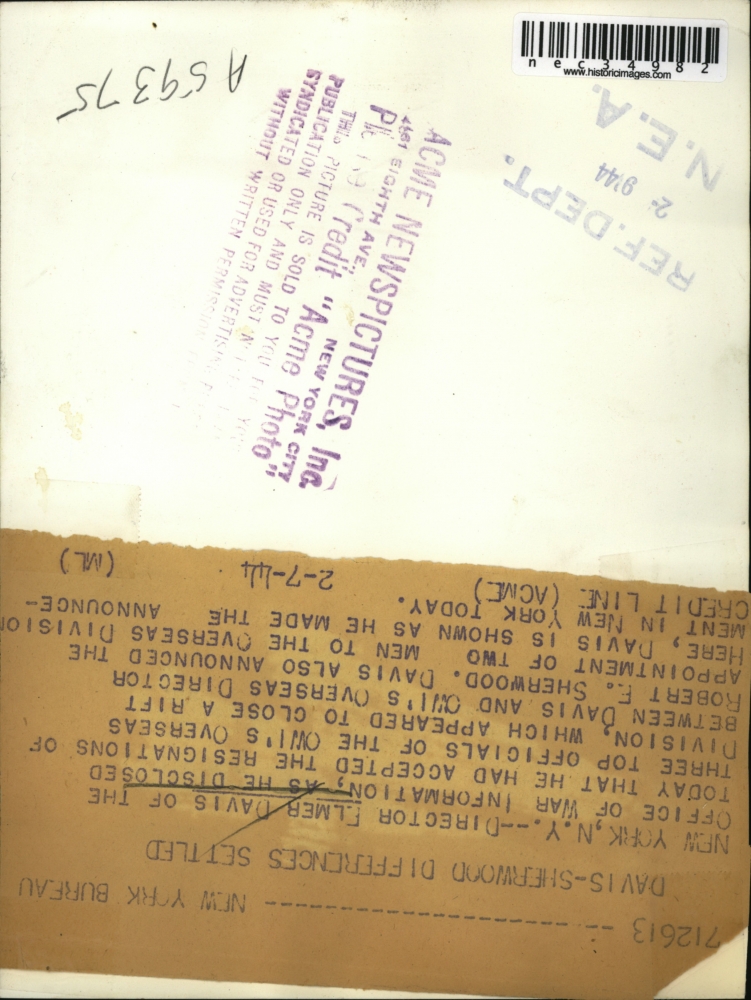 nec34982
www.historicimages.com
A59375
N.E.A.
2 9 44
REF. DEPT.
ACME NEWSPICTURES, Inc.
461 EIGHTH AVE., NEW YORK CITY
Credit "Acme Photo"
THIS PICTURE IS SOLD TO YOU FOR YOUR
PUBLICATION ONLY AND MUST NOT BE
SYNDICATED OR USED FOR ADVERTISING
WITHOUT WRITTEN PERMISSION
712613 ------------------------ NEW YORK BUREAU
DAVIS-SHERWOOD DIFFERENCES SETTLED
NEW YORK, N.Y.--DIRECTOR ELMER DAVIS OF THE
OFFICE OF WAR INFORMATION, AS HE DISCLOSED
TODAY THAT HE HAD ACCEPTED THE RESIGNATIONS OF
THREE TOP OFFICIALS OF THE OWI'S OVERSEAS
DIVISION, WHICH APPEARED TO CLOSE A RIFT
BETWEEN DAVIS AND OWI'S OVERSEAS DIRECTOR
ROBERT E. SHERWOOD. DAVIS ALSO ANNOUNCED THE
APPOINTMENT OF TWO MEN TO THE OVERSEAS DIVISIO
HERE, DAVIS IS SHOWN AS HE MADE THE ANNOUNCE-
MENT IN NEW YORK TODAY.
CREDIT LINE (ACME) 2-7-44 (ML)